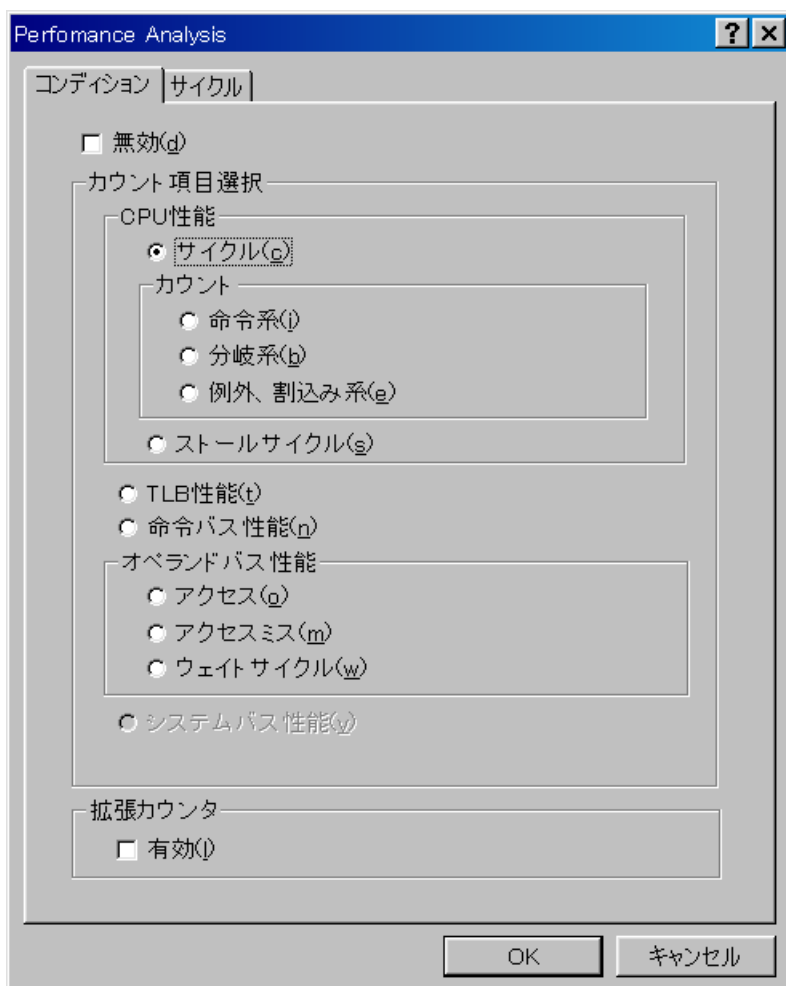 Perfomance Analysis
コンディション サイクル
無効(d)
カウント項目選択
CPU性能
サイクル(c)
カウント
命令系(i)
分岐系(b)
例外、割込み系(e)
ストールサイクル(s)
TLB性能(t)
命令バス性能(n)
オペランドバス性能
アクセス(o)
アクセスミス(m)
ウェイトサイクル(w)
システムバス性能(y)
拡張カウンタ
有効(l)
OK キャンセル